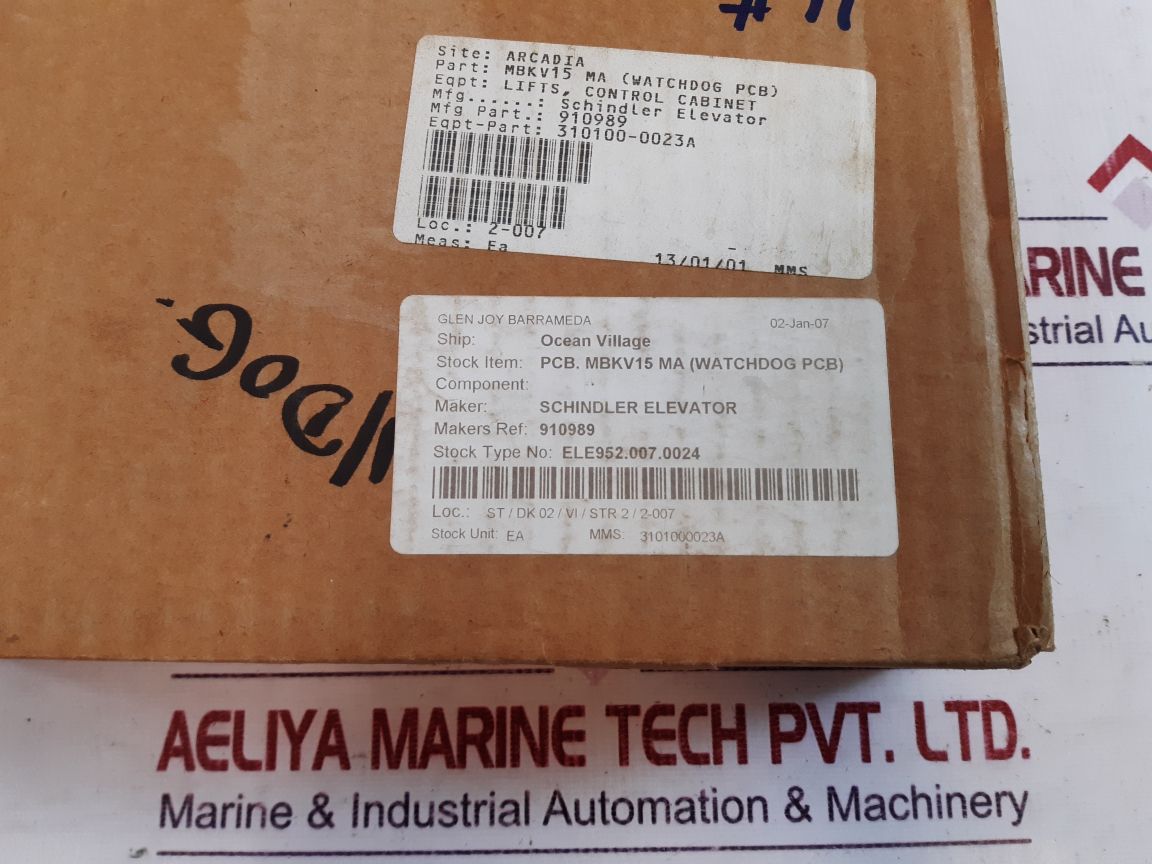 Site: ARCADIA
Part: MBKV15 MA (WATCHDOG PCB)
Eqpt: LIFTS, CONTROL CABINET
Mfg......: Schindler Elevator
Mfg Part.: 910989
Eqpt-Part: 310100-0023A
Loc.: 2-007
Meas: Ea
13/01/01 MMS
GLEN JOY BARRAMEDA 02-Jan-07
Ship: Ocean Village
Stock Item: PCB. MBKV15 MA (WATCHDOG PCB)
Component:
Maker: SCHINDLER ELEVATOR
Makers Ref: 910989
Stock Type No: ELE952.007.0024
Loc.: ST / DK 02 / VI / STR 2 / 2-007
Stock Unit: EA MMS: 3101000023A
W/DOG.
ARINE
strial Au
AELIYA MARINE TECH PVT. LTD.
Marine & Industrial Automation & Machinery